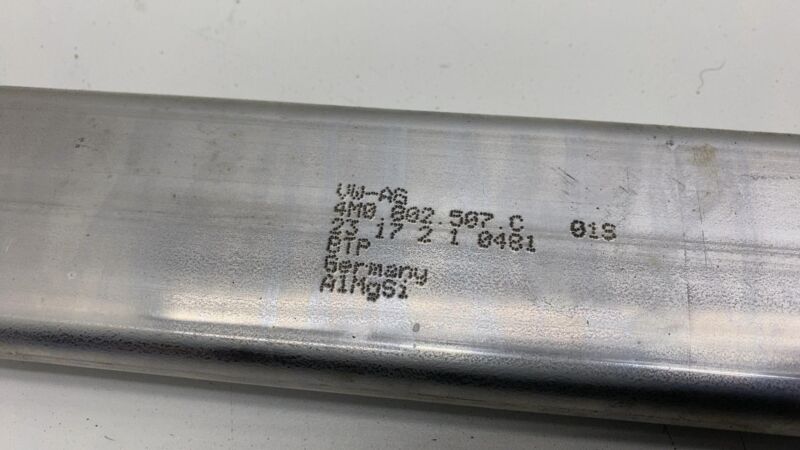 VW-AG
4M0.802.507.C 01S
23 17 2 1 0481
BTP
Germany
AlMgSi